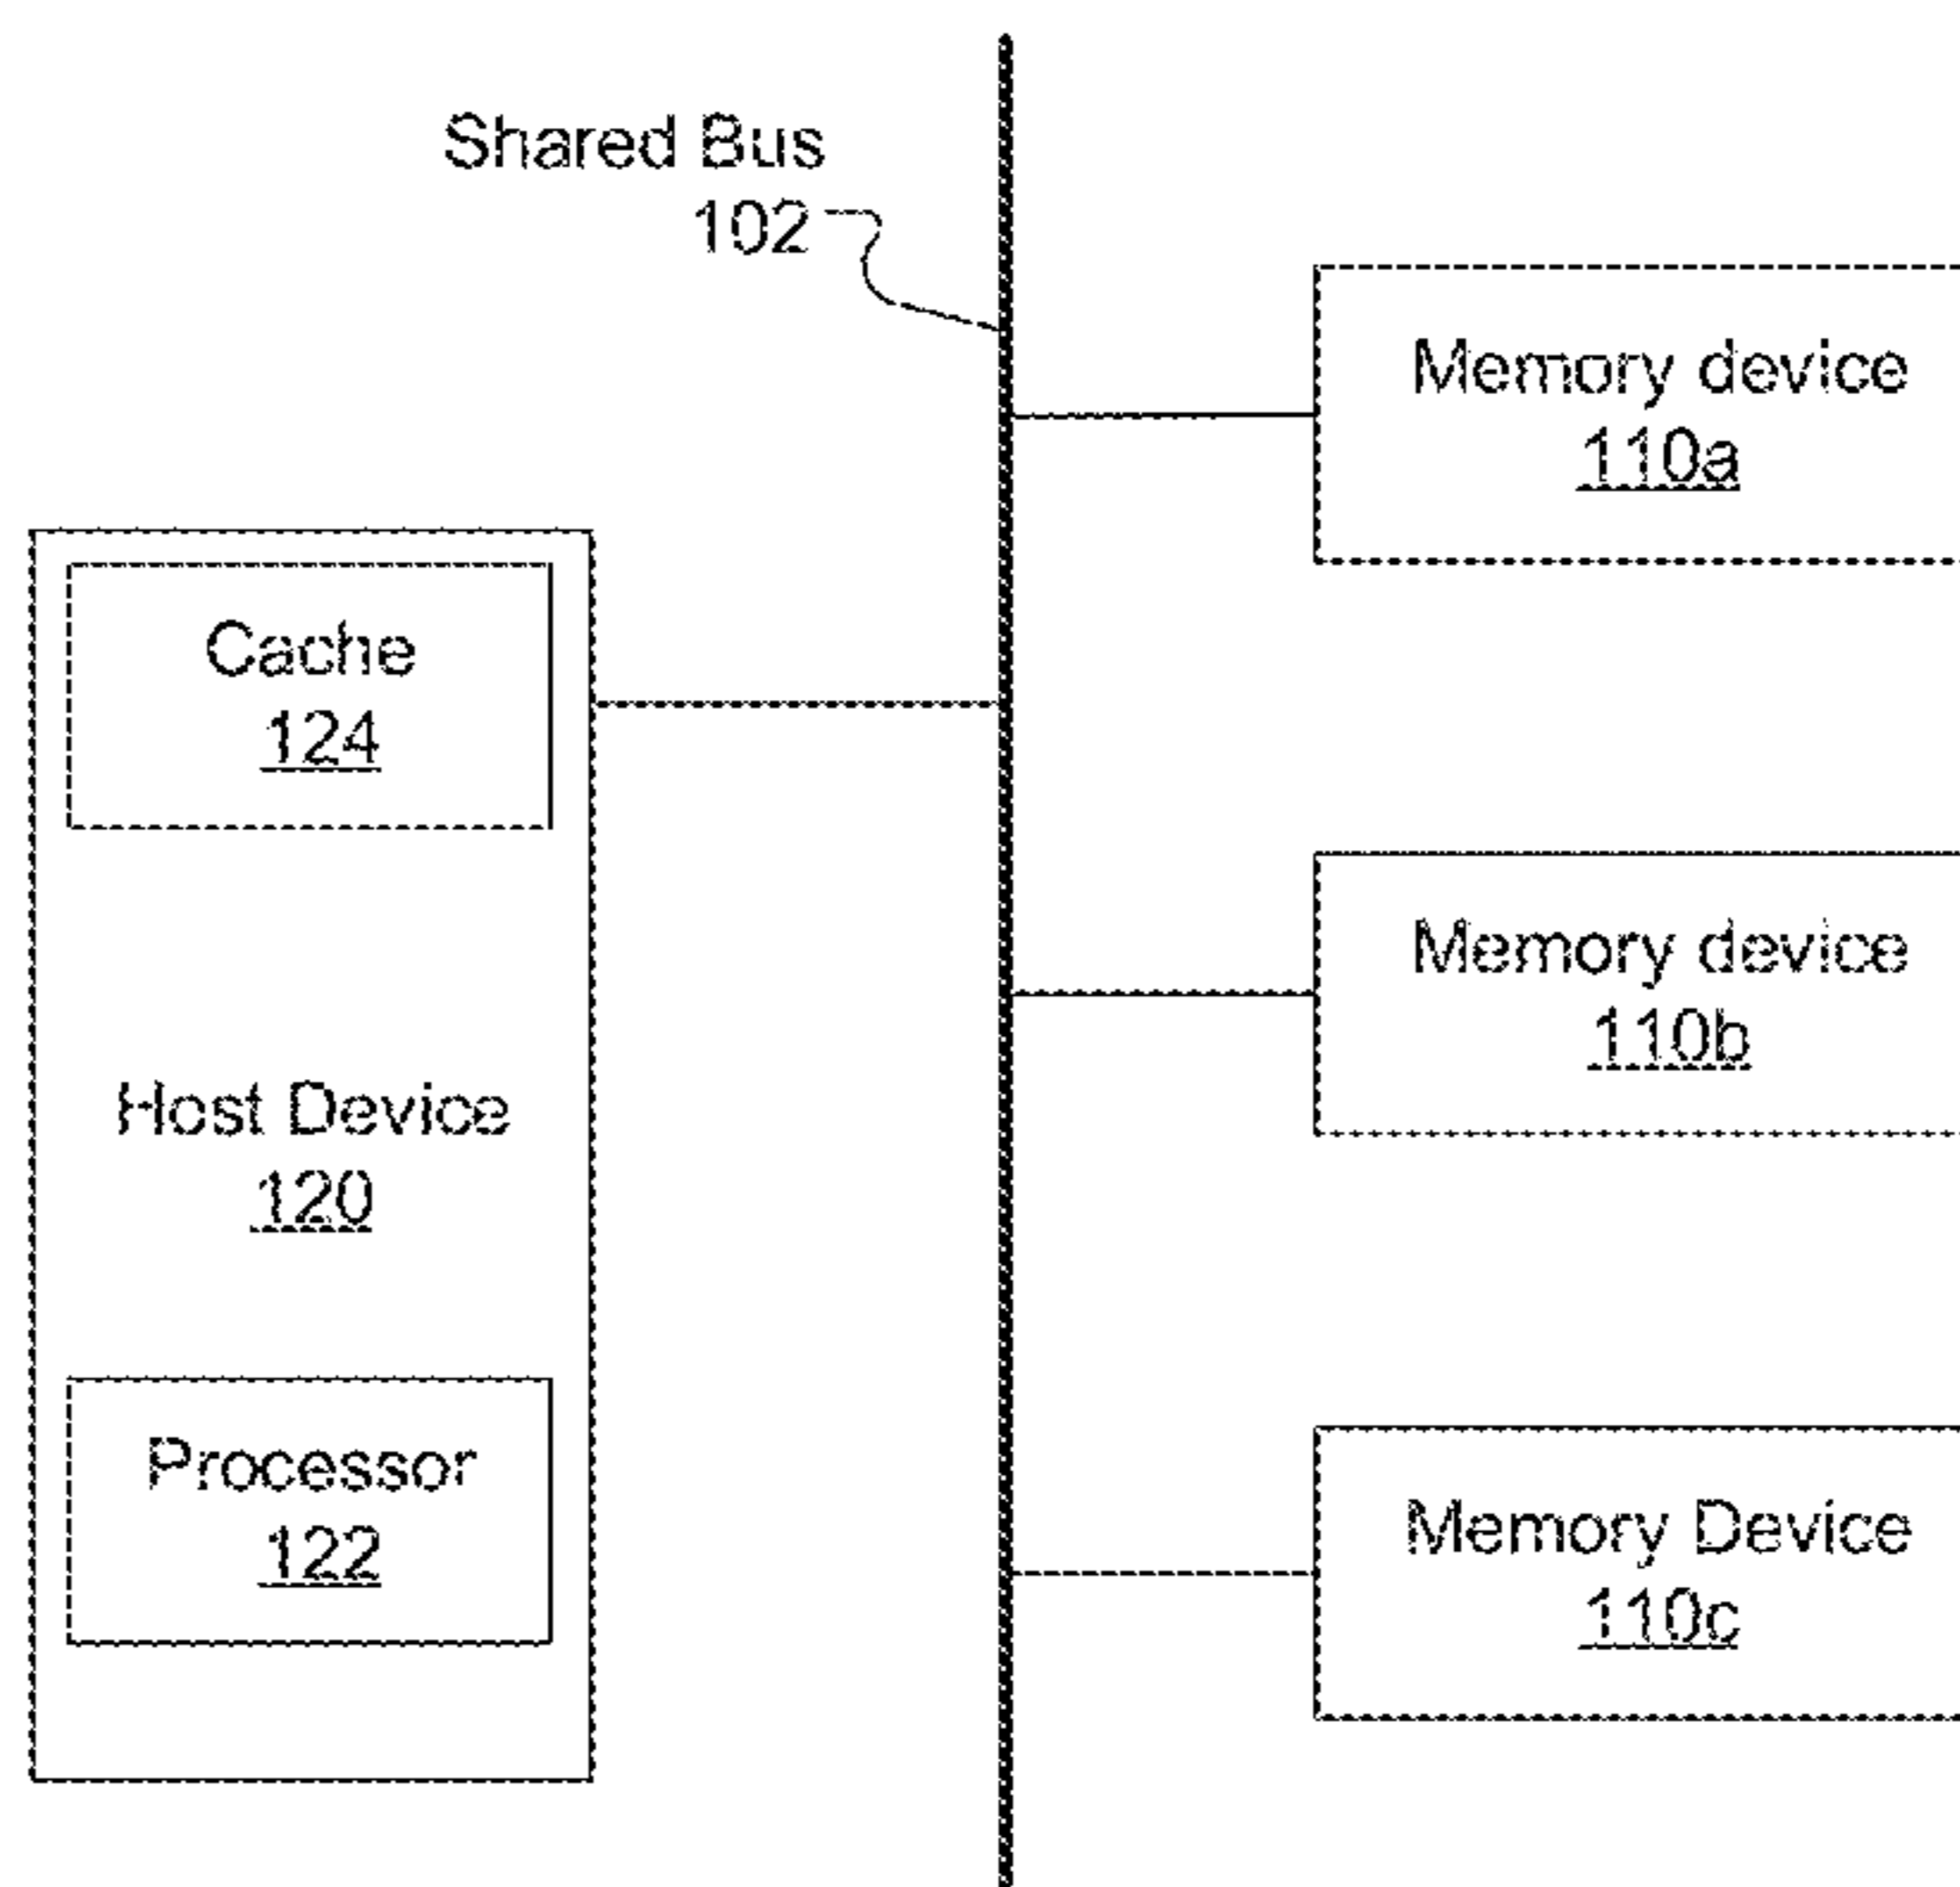 Shared Bus
102
Memory device
110a
Cache
124
Memory device
110b
Host Device
120
Processor
122
Memory Device
110c